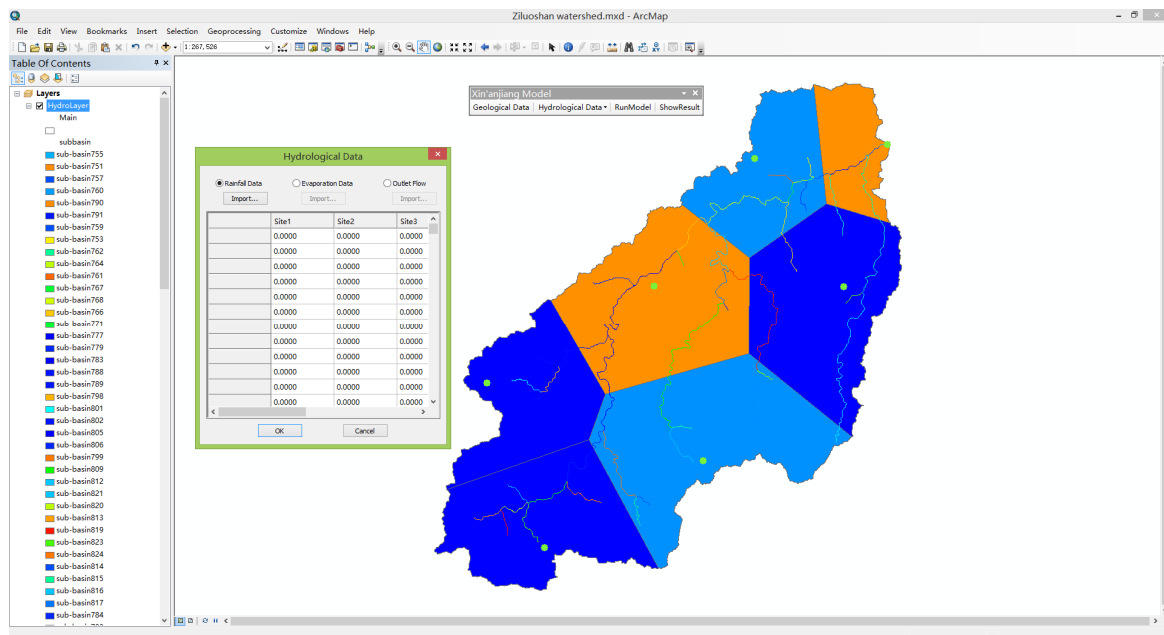 Ziluoshan watershed.mxd - ArcMap
File Edit View Bookmarks Insert Selection Geoprocessing Customize Windows Help
1:267,526
Table Of Contents
Layers
HydroLayer
Main
subbasin
sub-basin755
sub-basin751
sub-basin757
sub-basin760
sub-basin790
sub-basin791
sub-basin759
sub-basin753
sub-basin762
sub-basin764
sub-basin761
sub-basin767
sub-basin768
sub-basin766
sub-basin771
sub-basin777
sub-basin779
sub-basin783
sub-basin788
sub-basin789
sub-basin798
sub-basin801
sub-basin802
sub-basin805
sub-basin806
sub-basin799
sub-basin809
sub-basin812
sub-basin821
sub-basin820
sub-basin813
sub-basin819
sub-basin823
sub-basin824
sub-basin814
sub-basin815
sub-basin816
sub-basin817
sub-basin784
Xin'anjiang Model
Geological Data Hydrological Data RunModel ShowResult
Hydrological Data
Rainfall Data Evaporation Data Outlet Flow
Import... Import... Import...
Site1 Site2 Site3
0.0000 0.0000 0.0000
0.0000 0.0000 0.0000
0.0000 0.0000 0.0000
0.0000 0.0000 0.0000
0.0000 0.0000 0.0000
0.0000 0.0000 0.0000
0.0000 0.0000 0.0000
0.0000 0.0000 0.0000
0.0000 0.0000 0.0000
0.0000 0.0000 0.0000
0.0000 0.0000 0.0000
0.0000 0.0000 0.0000
OK Cancel